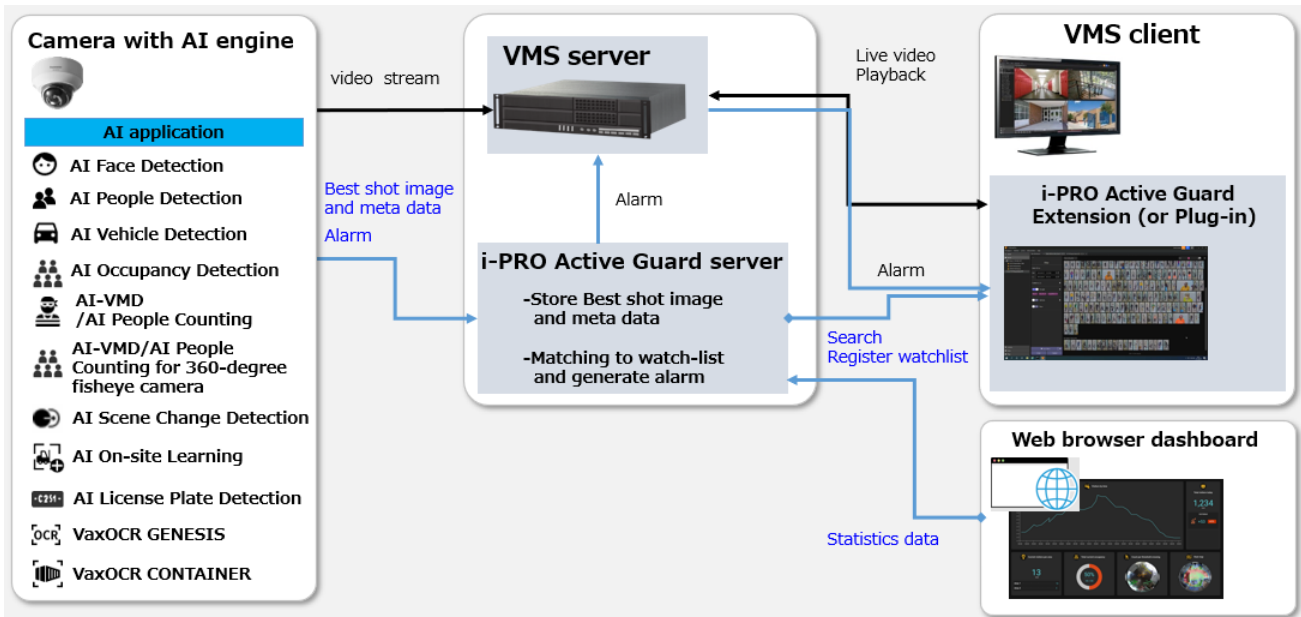 Camera with AI engine
AI application
AI Face Detection
AI People Detection
AI Vehicle Detection
AI Occupancy Detection
AI-VMD
/AI People Counting
AI-VMD/AI People
Counting for 360-degree
fisheye camera
AI Scene Change Detection
AI On-site Learning
AI License Plate Detection
OCR
VaxOCR GENESIS
VaxOCR CONTAINER
video stream
Best shot image
and meta data
Alarm
VMS server
Alarm
i-PRO Active Guard server
-Store Best shot image
and meta data
-Matching to watch-list
and generate alarm
Live video
Playback
Alarm
Search
Register watchlist
Statistics data
VMS client
i-PRO Active Guard
Extension (or Plug-in)
Web browser dashboard
1,234
13
50%